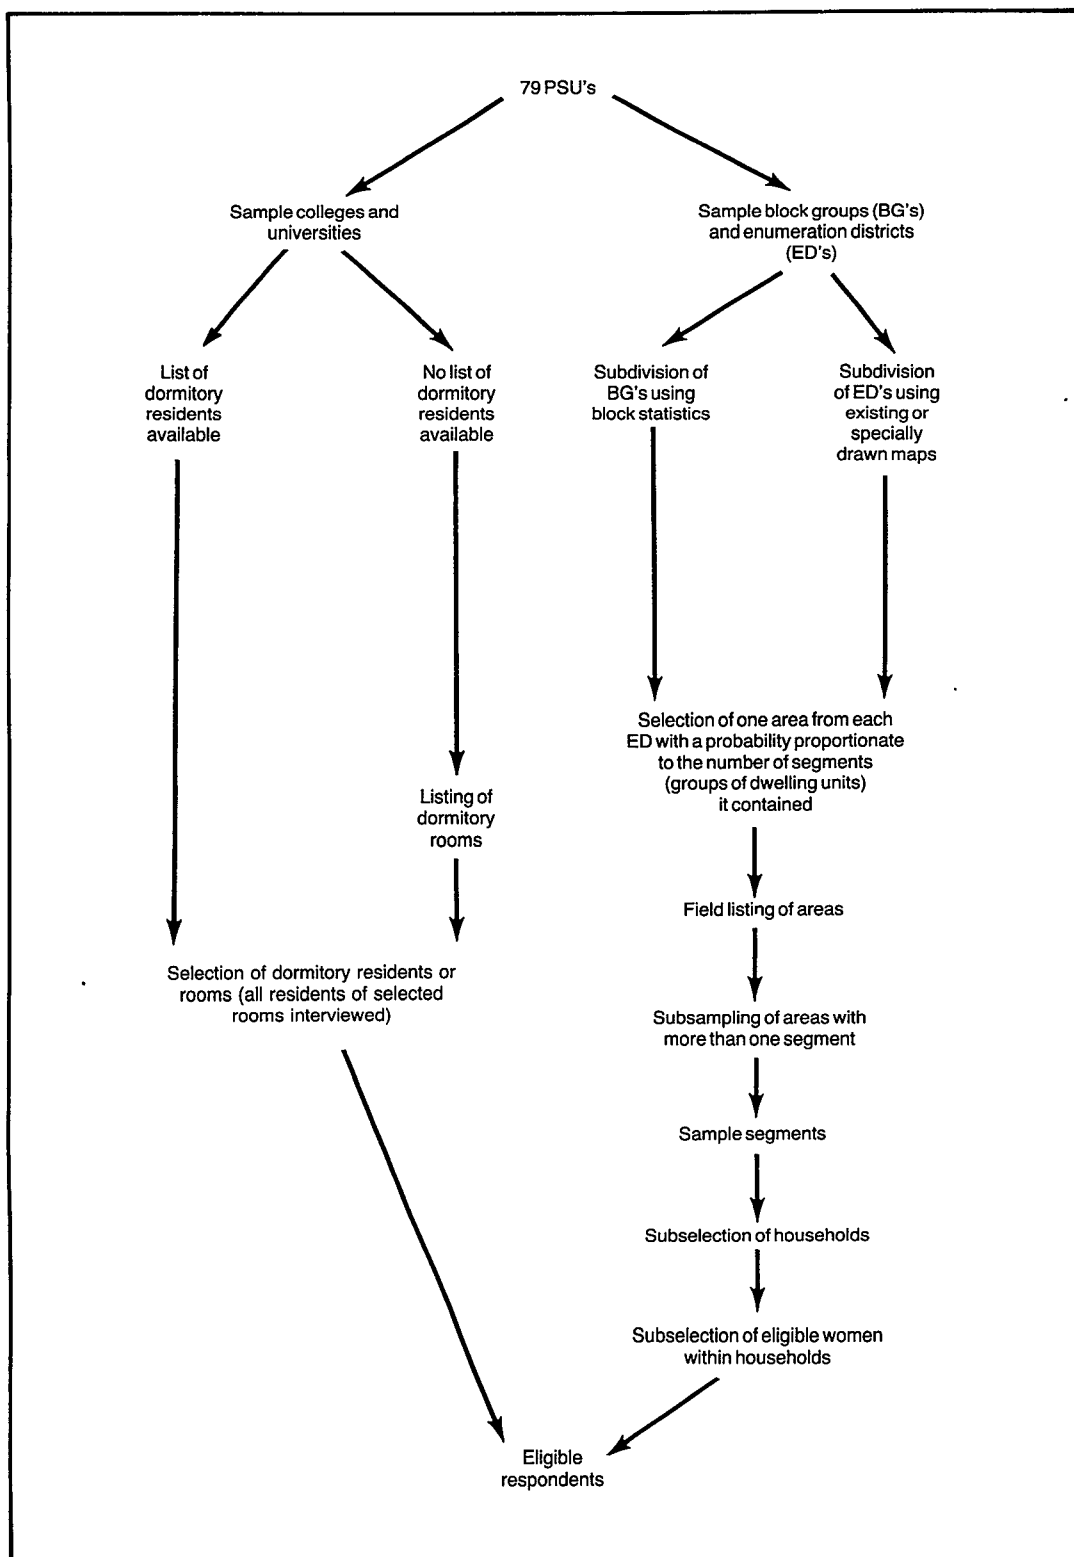 79 PSU's
Sample colleges and
universities
Sample block groups (BG's)
and enumeration districts
(ED's)
List of
dormitory
residents
available
No list of
dormitory
residents
available
Subdivision of
BG's using
block statistics
Subdivision
of ED's using
existing or
specially
drawn maps
Selection of one area from each
ED with a probability proportionate
to the number of segments
(groups of dwelling units)
it contained
Listing of
dormitory
rooms
Field listing of areas
Selection of dormitory residents or
rooms (all residents of selected
rooms interviewed)
Subsampling of areas with
more than one segment
Sample segments
Subselection of households
Subselection of eligible women
within households
Eligible
respondents